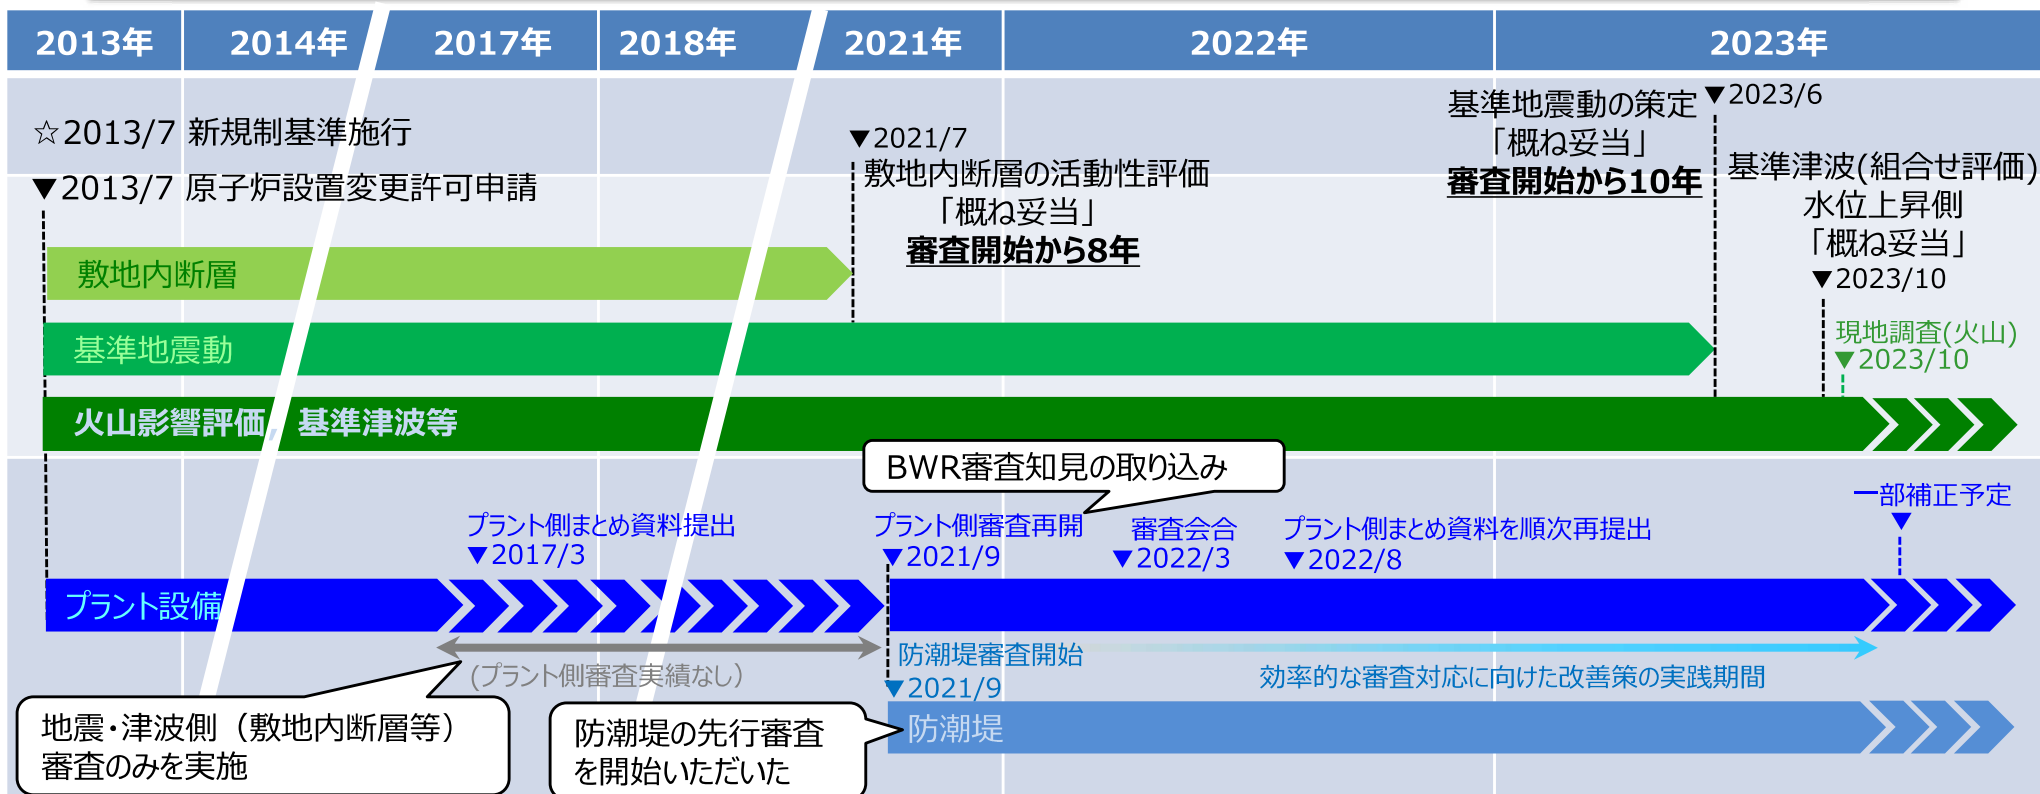 2013年 2014年 2017年 2018年 2021年 2022年 2023年
☆2013/7 新規制基準施行
▼2013/7 原子炉設置変更許可申請
▼2021/7
敷地内断層の活動性評価
「概ね妥当」
審査開始から8年
基準地震動の策定
「概ね妥当」
審査開始から10年
▼2023/6
基準津波(組合せ評価)
水位上昇側
「概ね妥当」
▼2023/10
現地調査(火山)
▼2023/10
敷地内断層
基準地震動
火山影響評価，基準津波等
BWR審査知見の取り込み
プラント側まとめ資料提出
▼2017/3
プラント側審査再開
▼2021/9
審査会合
▼2022/3
プラント側まとめ資料を順次再提出
▼2022/8
一部補正予定
▼
プラント設備
(プラント側審査実績なし）
防潮堤審査開始
▼2021/9
効率的な審査対応に向けた改善策の実践期間
地震・津波側（敷地内断層等）
審査のみを実施
防潮堤の先行審査
を開始いただいた
防潮堤